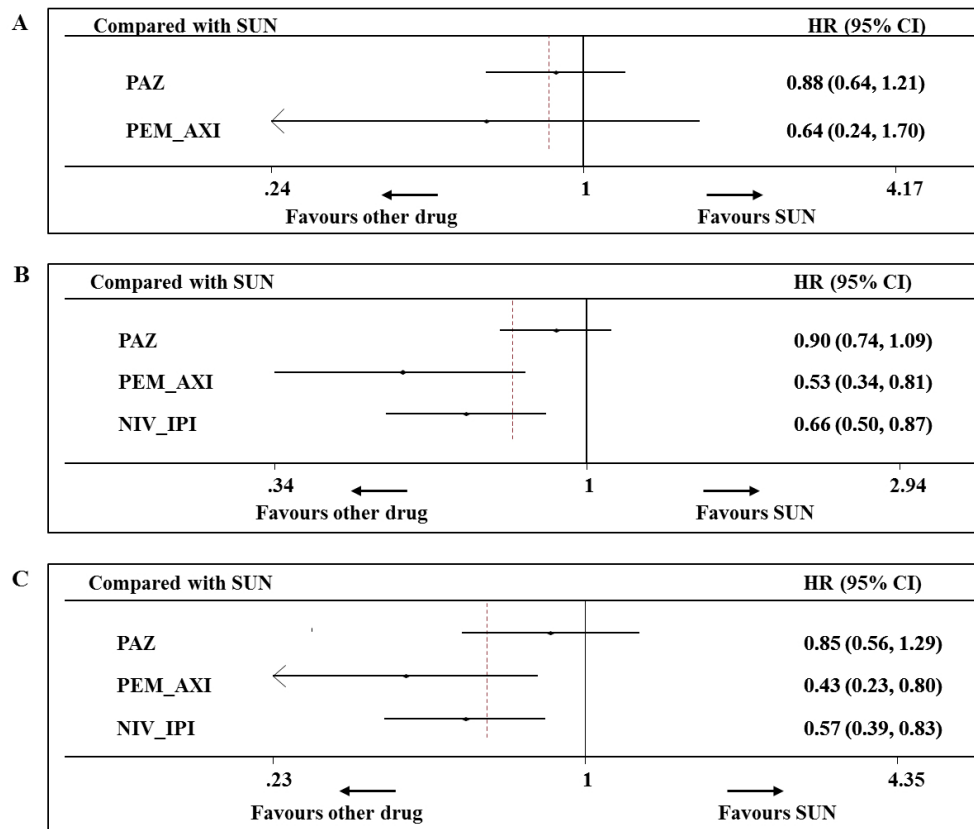 A
Compared with SUN HR (95% CI)
PAZ 0.88 (0.64, 1.21)
PEM_AXI 0.64 (0.24, 1.70)
.24 1 4.17
Favours other drug Favours SUN
B
Compared with SUN HR (95% CI)
PAZ 0.90 (0.74, 1.09)
PEM_AXI 0.53 (0.34, 0.81)
NIV_IPI 0.66 (0.50, 0.87)
.34 1 2.94
Favours other drug Favours SUN
C
Compared with SUN HR (95% CI)
PAZ 0.85 (0.56, 1.29)
PEM_AXI 0.43 (0.23, 0.80)
NIV_IPI 0.57 (0.39, 0.83)
.23 1 4.35
Favours other drug Favours SUN